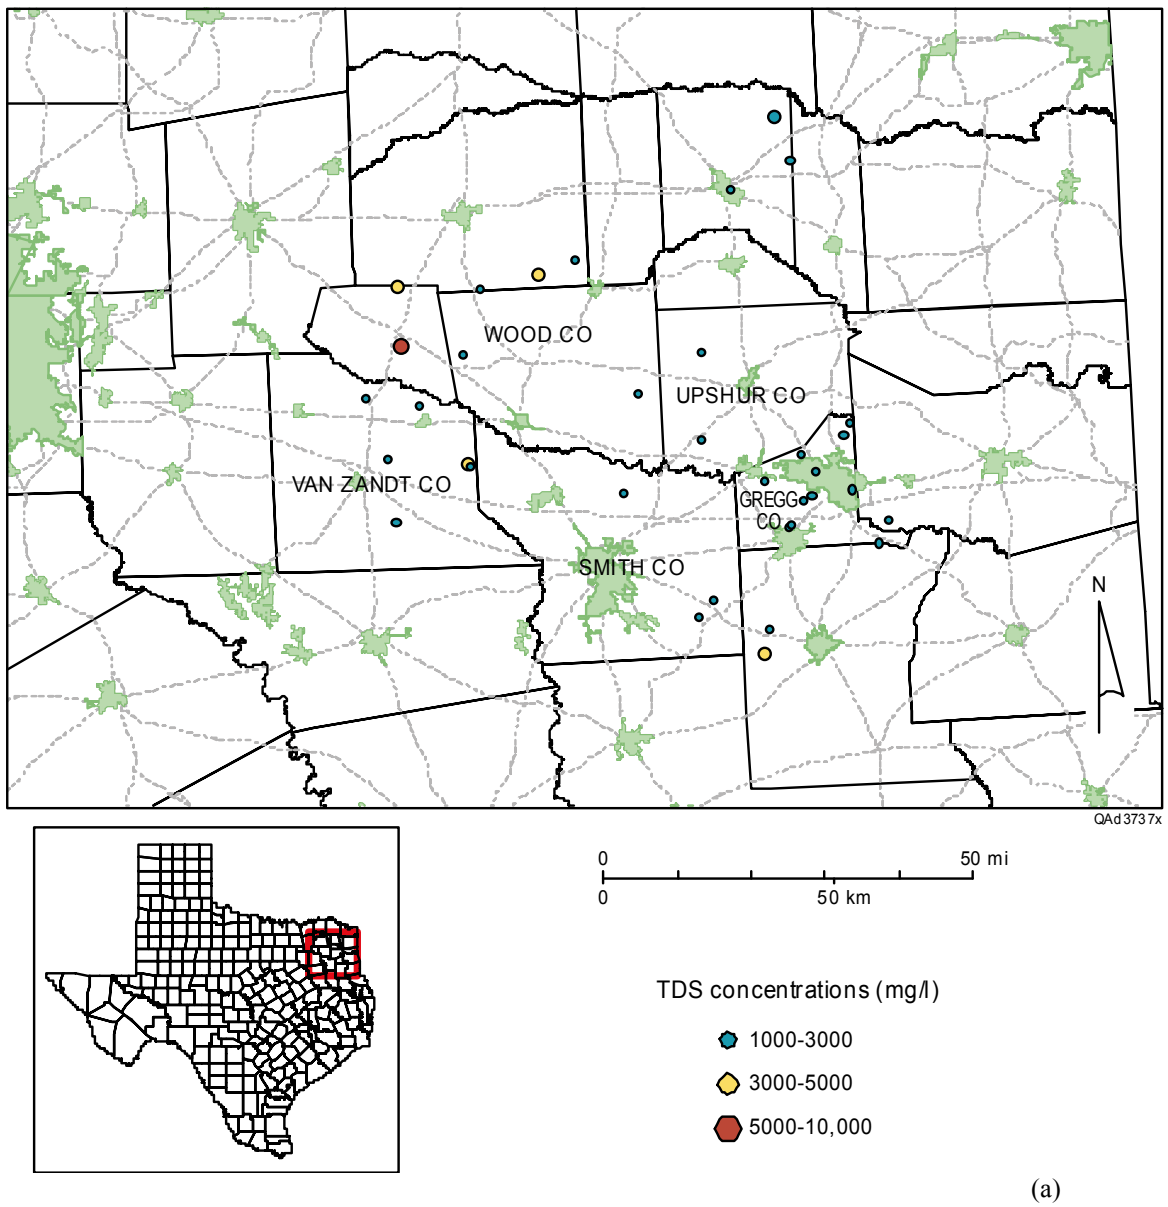 WOOD CO
UPSHUR CO
VAN ZANDT CO
GREGG
CO
SMITH CO
N
QAd3737x
0 50 mi
0 50 km
TDS concentrations (mg/l)
1000-3000
3000-5000
5000-10,000
(a)